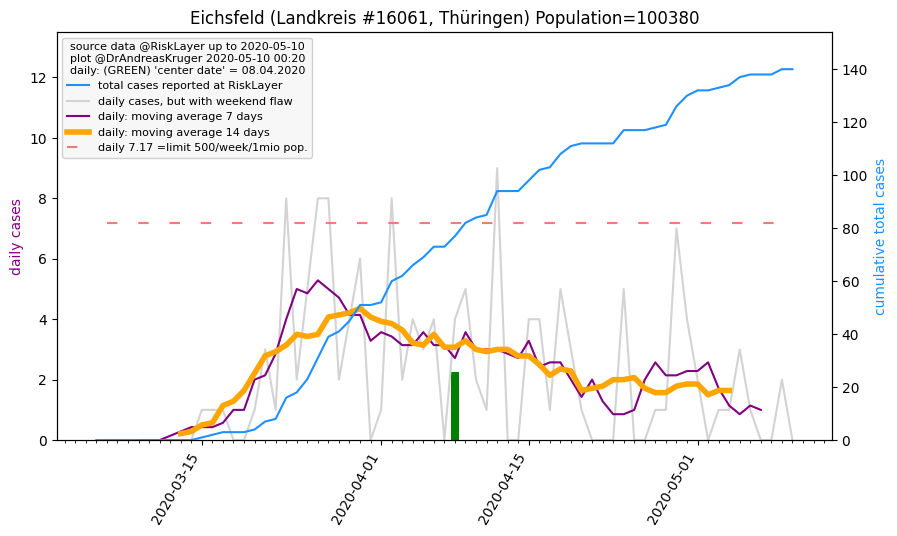 Eichsfeld (Landkreis #16061, Thüringen) Population=100380
source data @RiskLayer up to 2020-05-10
plot @DrAndreasKruger 2020-05-10 00:20
daily: (GREEN) 'center date' = 08.04.2020
total cases reported at RiskLayer
daily cases, but with weekend flaw
daily: moving average 7 days
daily: moving average 14 days
daily 7.17 =limit 500/week/1mio pop.
daily cases
12
10
8
6
4
2
0
140
120
100
80
60
40
20
0
cumulative total cases
2020-03-15
2020-04-01
2020-04-15
2020-05-01